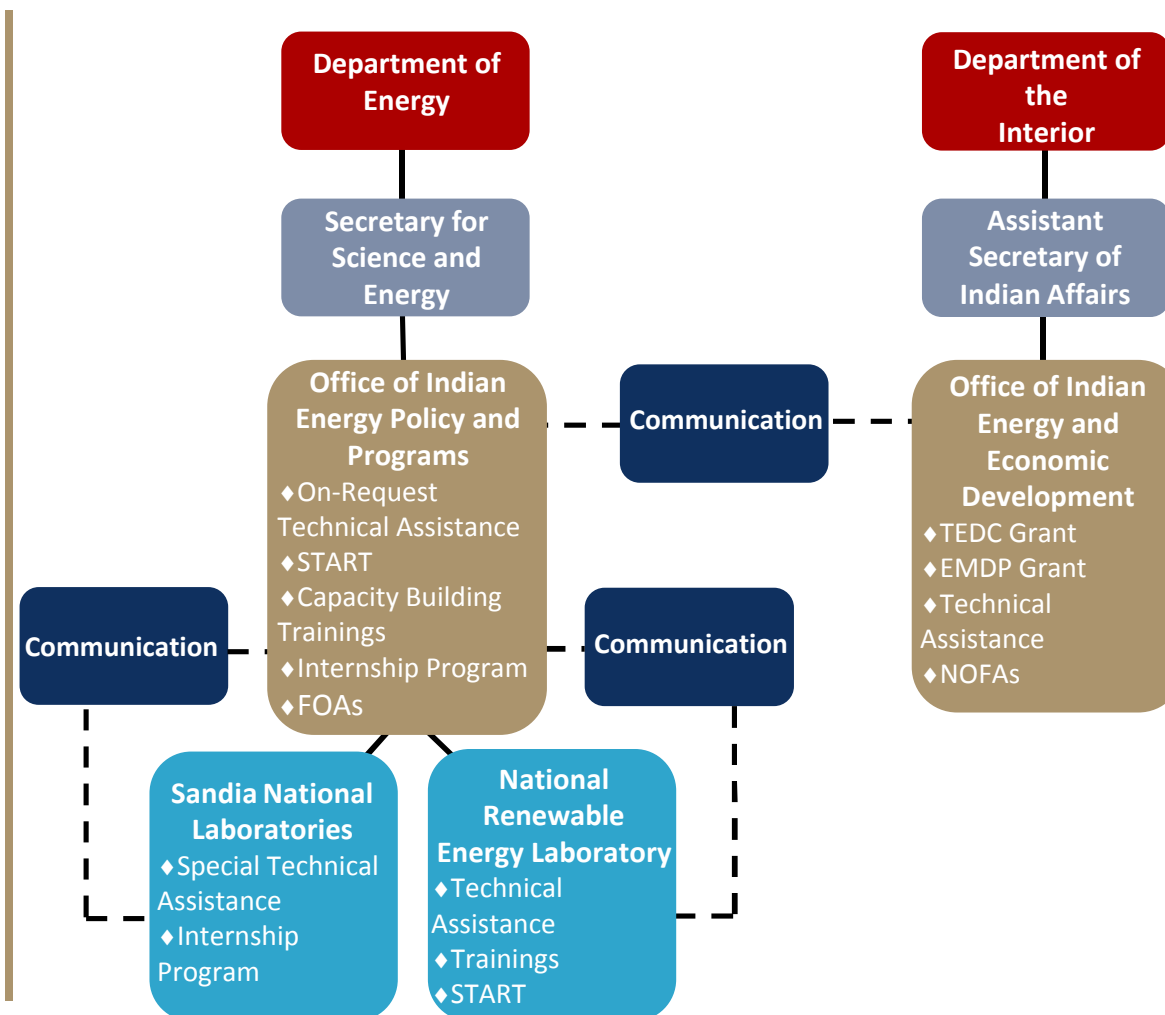 Department of
Energy
Department of
the
Interior
Secretary for
Science and
Energy
Assistant
Secretary of
Indian Affairs
Office of Indian
Energy Policy and
Programs
♦On-Request
Technical Assistance
♦START
♦Capacity Building
Trainings
♦Internship Program
♦FOAs
Communication
Office of Indian
Energy and
Economic
Development
♦TEDC Grant
♦EMDP Grant
♦Technical
Assistance
♦NOFAs
Communication
Communication
Sandia National
Laboratories
♦Special Technical
Assistance
♦Internship
Program
National
Renewable
Energy Laboratory
♦Technical
Assistance
♦Trainings
♦START